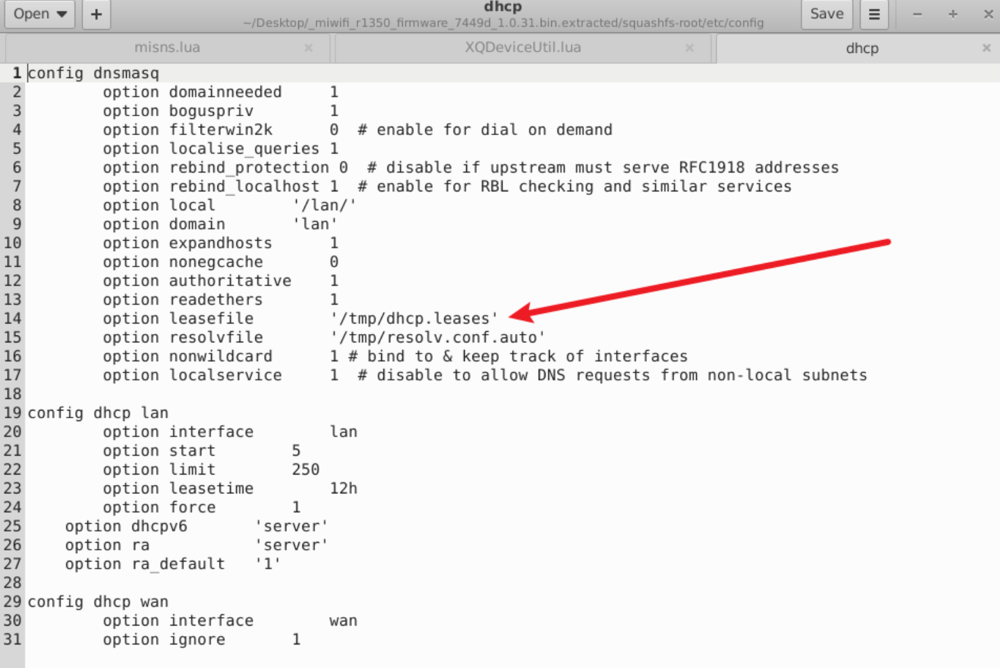 Open
+
dhcp
~/Desktop/_miwifi_r1350_firmware_7449d_1.0.31.bin.extracted/squashfs-root/etc/config
Save
misns.lua
XQDeviceUtil.lua
dhcp
1 config dnsmasq
2 option domainneeded 1
3 option boguspriv 1
4 option filterwin2k 0 # enable for dial on demand
5 option localise_queries 1
6 option rebind_protection 0 # disable if upstream must serve RFC1918 addresses
7 option rebind_localhost 1 # enable for RBL checking and similar services
8 option local '/lan/'
9 option domain 'lan'
10 option expandhosts 1
11 option nonegcache 0
12 option authoritative 1
13 option readethers 1
14 option leasefile '/tmp/dhcp.leases'
15 option resolvfile '/tmp/resolv.conf.auto'
16 option nonwildcard 1 # bind to & keep track of interfaces
17 option localservice 1 # disable to allow DNS requests from non-local subnets
18
19 config dhcp lan
20 option interface lan
21 option start 5
22 option limit 250
23 option leasetime 12h
24 option force 1
25 option dhcpv6 'server'
26 option ra 'server'
27 option ra_default '1'
28
29 config dhcp wan
30 option interface wan
31 option ignore 1